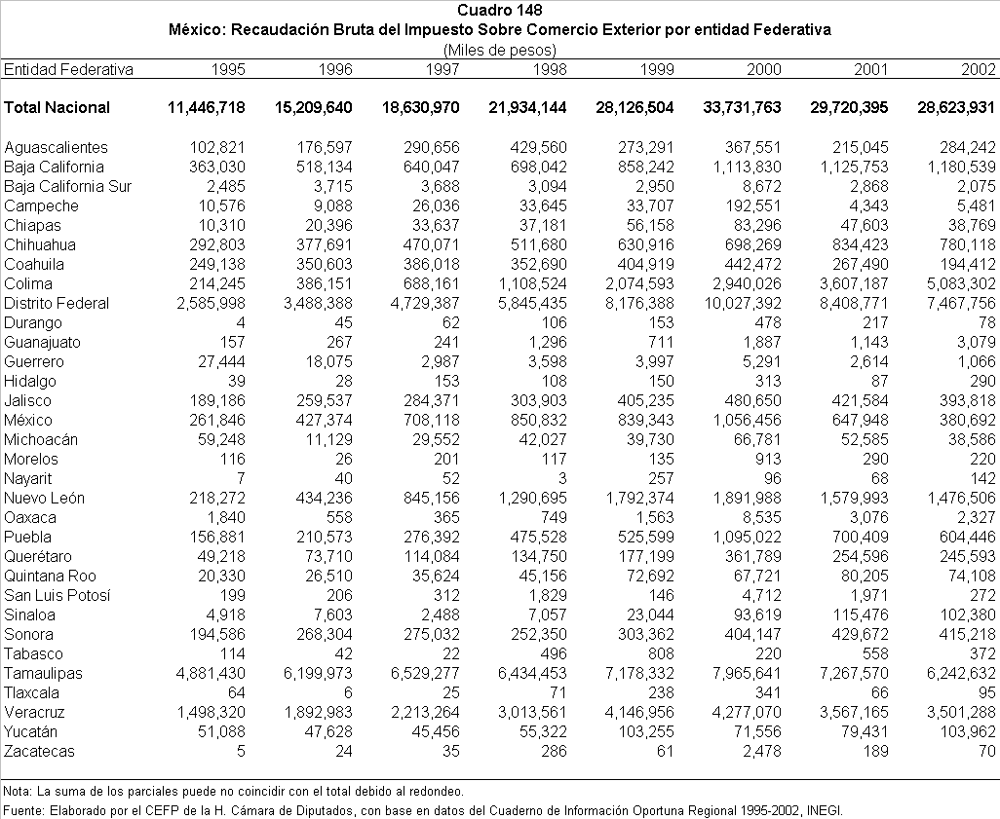 Cuadro 148
México: Recaudación Bruta del Impuesto Sobre Comercio Exterior por entidad Federativa
(Miles de pesos)
Entidad Federativa 1995 1996 1997 1998 1999 2000 2001 2002
Total Nacional 11,446,718 15,209,640 18,630,970 21,934,144 28,126,504 33,731,763 29,720,395 28,623,931
Aguascalientes 102,821 176,597 290,656 429,560 273,291 367,551 215,045 284,242
Baja California 363,030 518,134 640,047 698,042 858,242 1,113,830 1,125,753 1,180,539
Baja California Sur 2,485 3,715 3,688 3,094 2,950 8,672 2,868 2,075
Campeche 10,576 9,088 26,036 33,645 33,707 192,551 4,343 5,481
Chiapas 10,310 20,396 33,637 37,181 56,158 83,296 47,603 38,769
Chihuahua 292,803 377,691 470,071 511,680 630,916 698,269 834,423 780,118
Coahuila 249,138 350,603 386,018 352,690 404,919 442,472 267,490 194,412
Colima 214,245 386,151 688,161 1,108,524 2,074,593 2,940,026 3,607,187 5,083,302
Distrito Federal 2,585,998 3,488,388 4,729,387 5,845,435 8,176,388 10,027,392 8,408,771 7,467,756
Durango 4 45 62 106 153 478 217 78
Guanajuato 157 267 241 1,296 711 1,887 1,143 3,079
Guerrero 27,444 18,075 2,987 3,598 3,997 5,291 2,614 1,066
Hidalgo 39 28 153 108 150 313 87 290
Jalisco 189,186 259,537 284,371 303,903 405,235 480,650 421,584 393,818
México 261,846 427,374 708,118 850,832 839,343 1,056,456 647,948 380,692
Michoacán 59,248 11,129 29,552 42,027 39,730 66,781 52,585 38,586
Morelos 116 26 201 117 135 913 290 220
Nayarit 7 40 52 3 257 96 68 142
Nuevo León 218,272 434,236 845,156 1,290,695 1,792,374 1,891,988 1,579,993 1,476,506
Oaxaca 1,840 558 365 749 1,563 8,535 3,076 2,327
Puebla 156,881 210,573 276,392 475,528 525,599 1,095,022 700,409 604,446
Querétaro 49,218 73,710 114,084 134,750 177,199 361,789 254,596 245,593
Quintana Roo 20,330 26,510 35,624 45,156 72,692 67,721 80,205 74,108
San Luis Potosí 199 206 312 1,829 146 4,712 1,971 272
Sinaloa 4,918 7,603 2,488 7,057 23,044 93,619 115,476 102,380
Sonora 194,586 268,304 275,032 252,350 303,362 404,147 429,672 415,218
Tabasco 114 42 22 496 808 220 558 372
Tamaulipas 4,881,430 6,199,973 6,529,277 6,434,453 7,178,332 7,965,641 7,267,570 6,242,632
Tlaxcala 64 6 25 71 238 341 66 95
Veracruz 1,498,320 1,892,983 2,213,264 3,013,561 4,146,956 4,277,070 3,567,165 3,501,288
Yucatán 51,088 47,628 45,456 55,322 103,255 71,556 79,431 103,962
Zacatecas 5 24 35 286 61 2,478 189 70
Nota: La suma de los parciales puede no coincidir con el total debido al redondeo.
Fuente: Elaborado por el CEFP de la H. Cámara de Diputados, con base en datos del Cuaderno de Información Oportuna Regional 1995-2002, INEGI.